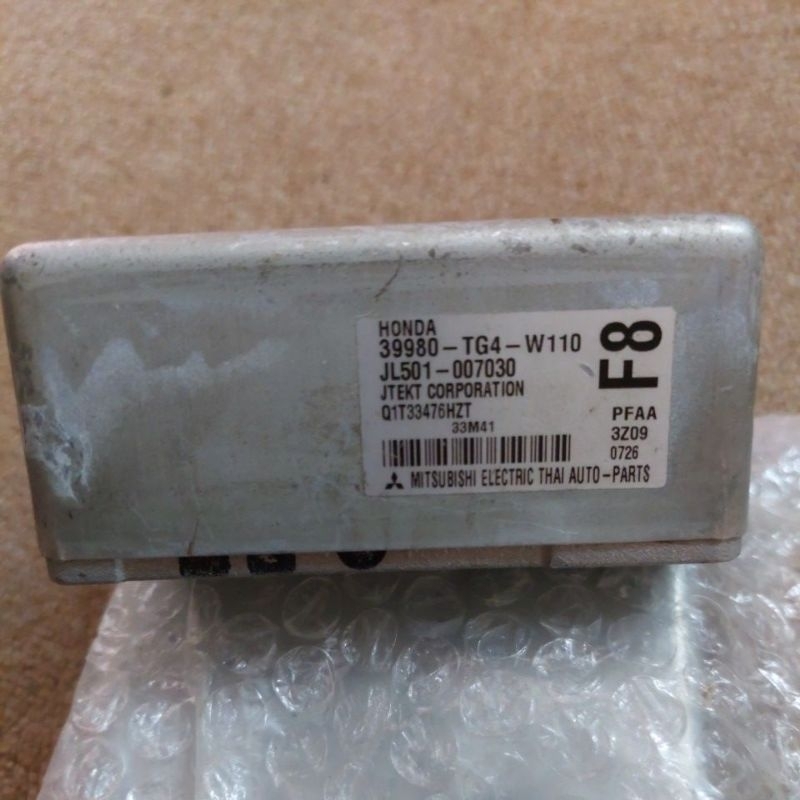 HONDA
39980-TG4-W110
JL501-007030
JTEKT CORPORATION
Q1T33476HZT
33M41
MITSUBISHI ELECTRIC THAI AUTO-PARTS
F8
PFAA
3Z09
0726